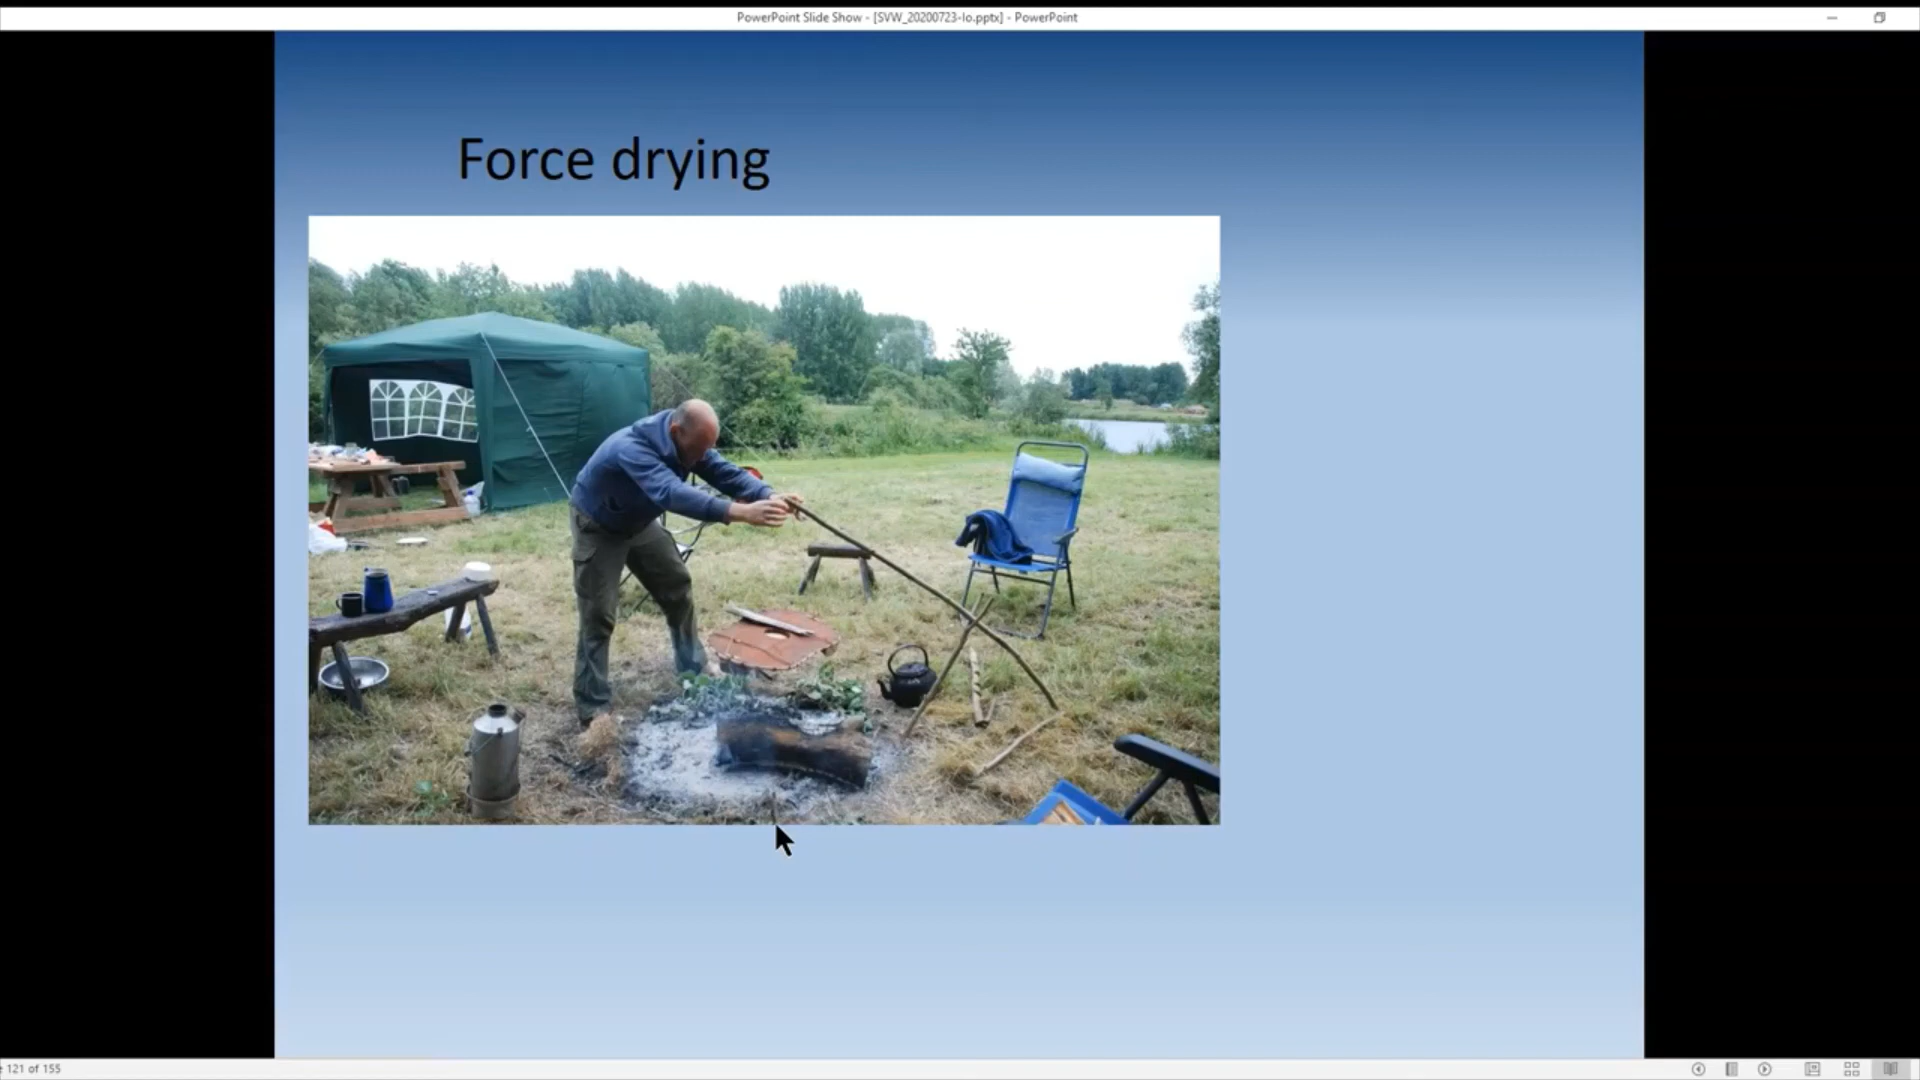 PowerPoint Slide Show - [SVW_20200723-lo.pptx] - PowerPoint
Force drying
121 of 155